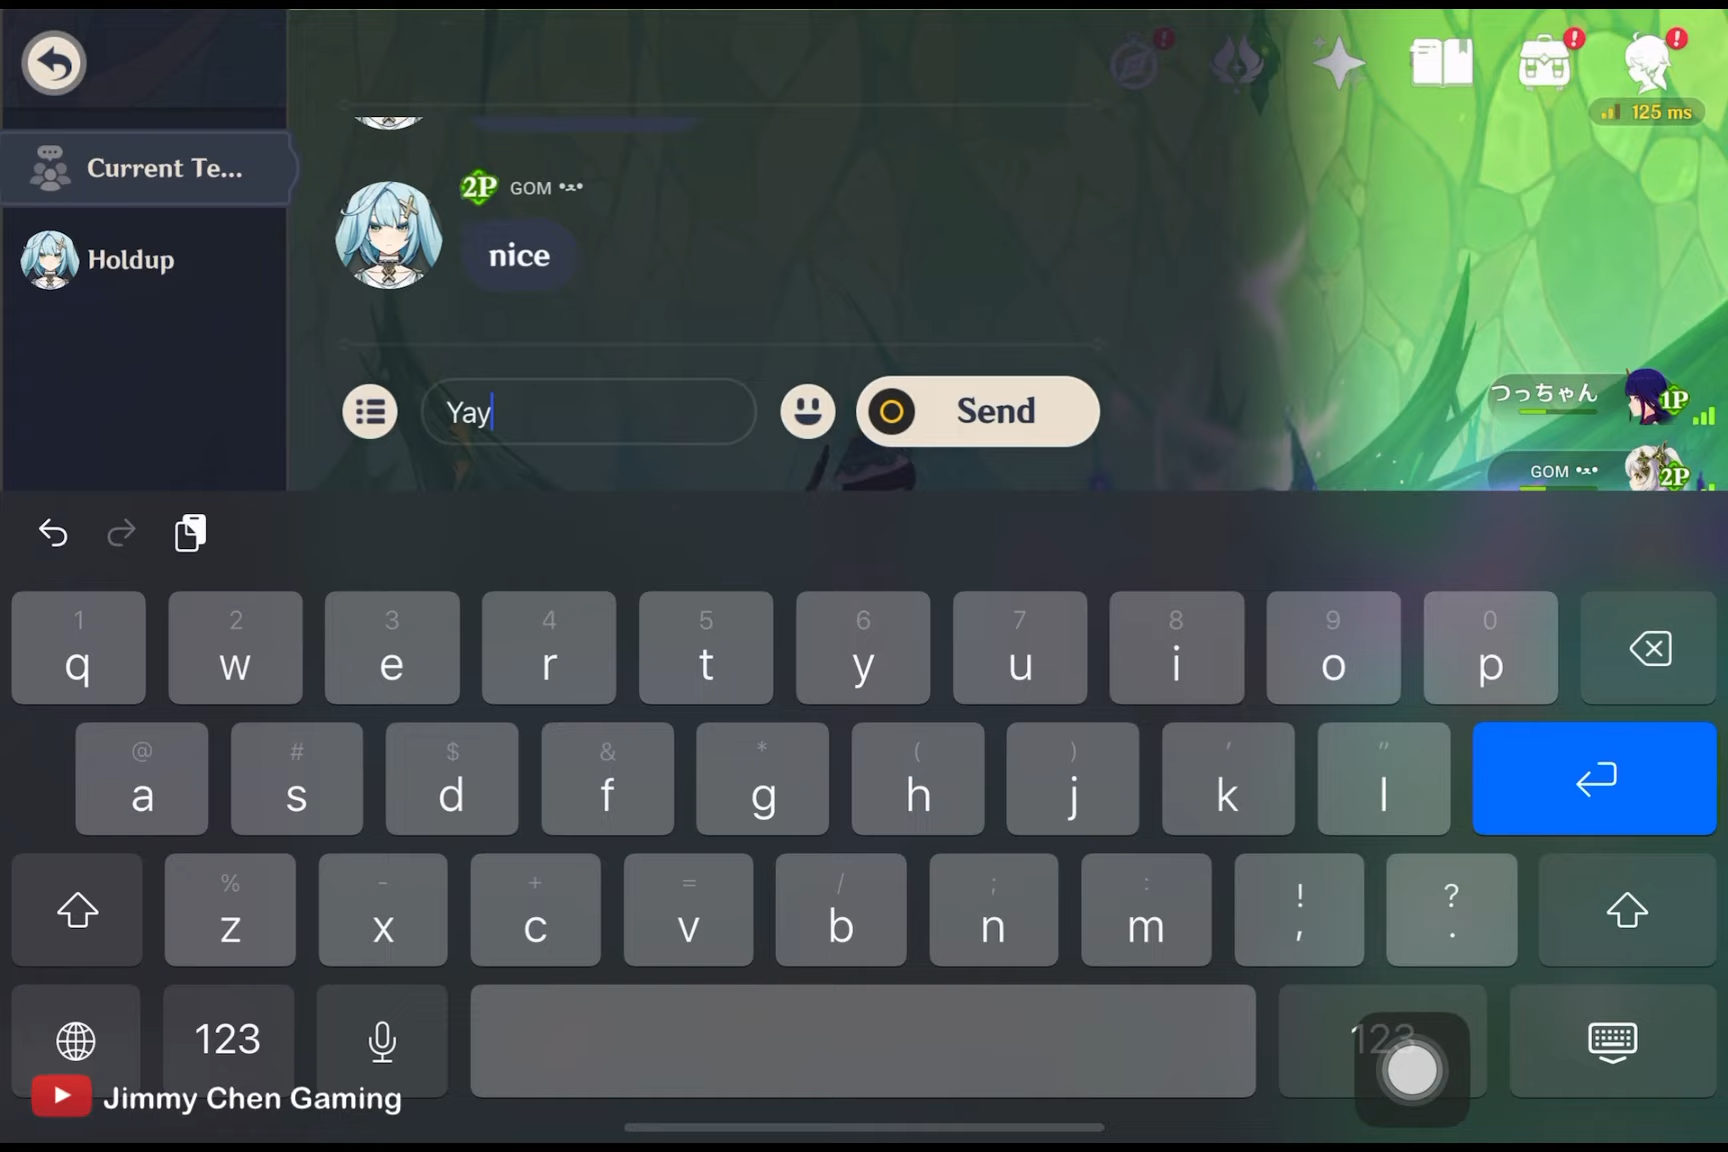 125 ms
Current Te...
2P GOM •ﻌ•
Holdup
nice
Yay
Send
つっちゃん 1P
GOM •ﻌ• 2P
1 2 3 4 5 6 7 8 9 0
q w e r t y u i o p
@ # $ & * ( ) ' "
a s d f g h j k l
% - + = / ; : ! ?
z x c v b n m , .
123 123
Jimmy Chen Gaming